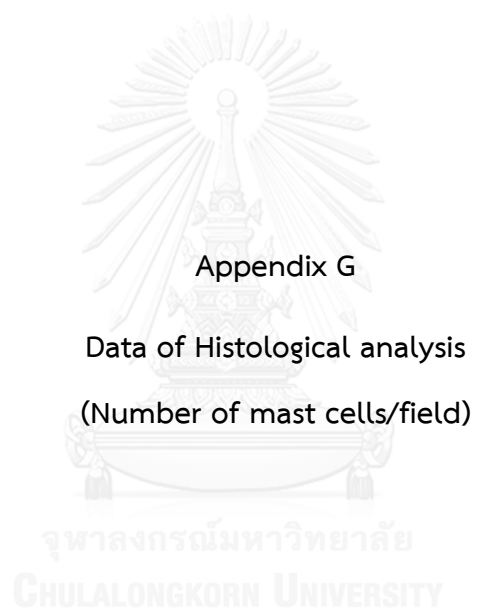 Appendix G
Data of Histological analysis
(Number of mast cells/field)
จุฬาลงกรณ์มหาวิทยาลัย
CHULALONGKORN UNIVERSITY